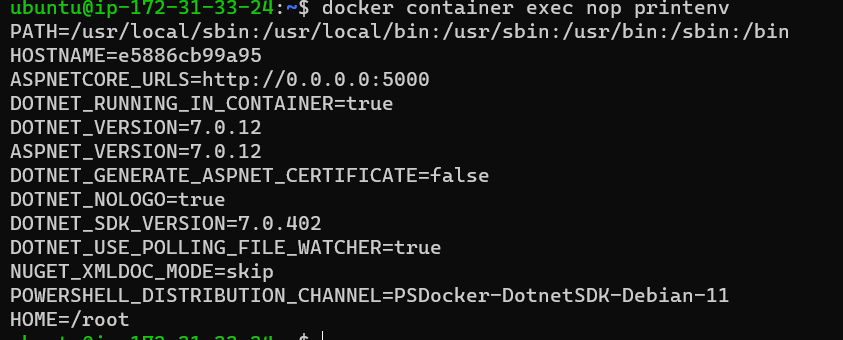 ubuntu@ip-172-31-33-24:~$ docker container exec nop printenv
PATH=/usr/local/sbin:/usr/local/bin:/usr/sbin:/usr/bin:/sbin:/bin
HOSTNAME=e5886cb99a95
ASPNETCORE_URLS=http://0.0.0.0:5000
DOTNET_RUNNING_IN_CONTAINER=true
DOTNET_VERSION=7.0.12
ASPNET_VERSION=7.0.12
DOTNET_GENERATE_ASPNET_CERTIFICATE=false
DOTNET_NOLOGO=true
DOTNET_SDK_VERSION=7.0.402
DOTNET_USE_POLLING_FILE_WATCHER=true
NUGET_XMLDOC_MODE=skip
POWERSHELL_DISTRIBUTION_CHANNEL=PSDocker-DotnetSDK-Debian-11
HOME=/root